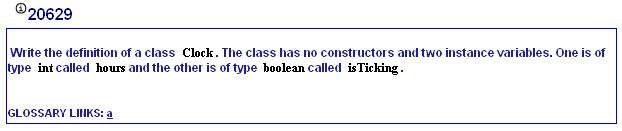 20629
Write the definition of a class Clock. The class has no constructors and two instance variables. One is of
type int called hours and the other is of type boolean called isTicking.
GLOSSARY LINKS: a